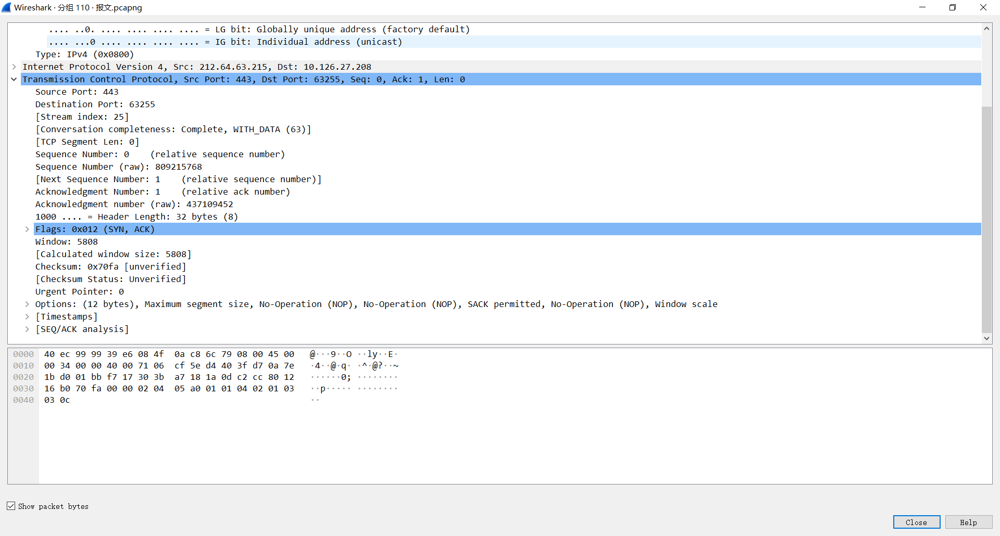 Wireshark · 分组 110 · 报文.pcapng
.... ..0. .... .... .... .... = LG bit: Globally unique address (factory default)
.... ...0 .... .... .... .... = IG bit: Individual address (unicast)
Type: IPv4 (0x0800)
Internet Protocol Version 4, Src: 212.64.63.215, Dst: 10.126.27.208
Transmission Control Protocol, Src Port: 443, Dst Port: 63255, Seq: 0, Ack: 1, Len: 0
Source Port: 443
Destination Port: 63255
[Stream index: 25]
[Conversation completeness: Complete, WITH_DATA (63)]
[TCP Segment Len: 0]
Sequence Number: 0    (relative sequence number)
Sequence Number (raw): 809215768
[Next Sequence Number: 1    (relative sequence number)]
Acknowledgment Number: 1    (relative ack number)
Acknowledgment number (raw): 437109452
1000 .... = Header Length: 32 bytes (8)
Flags: 0x012 (SYN, ACK)
Window: 5808
[Calculated window size: 5808]
Checksum: 0x70fa [unverified]
[Checksum Status: Unverified]
Urgent Pointer: 0
Options: (12 bytes), Maximum segment size, No-Operation (NOP), No-Operation (NOP), SACK permitted, No-Operation (NOP), Window scale
[Timestamps]
[SEQ/ACK analysis]
0000 40 ec 99 99 39 e6 08 4f 0a c8 6c 79 08 00 45 00 @···9··O ··ly··E·
0010 00 34 00 00 40 00 71 06 cf 5e d4 40 3f d7 0a 7e ·4··@·q· ·^·@?··~
0020 1b d0 01 bb f7 17 30 3b a7 18 1a 0d c2 cc 80 12 ······0; ········
0030 16 b0 70 fa 00 00 02 04 05 a0 01 01 04 02 01 03 ··p····· ········
0040 03 0c ··
Show packet bytes
Close Help